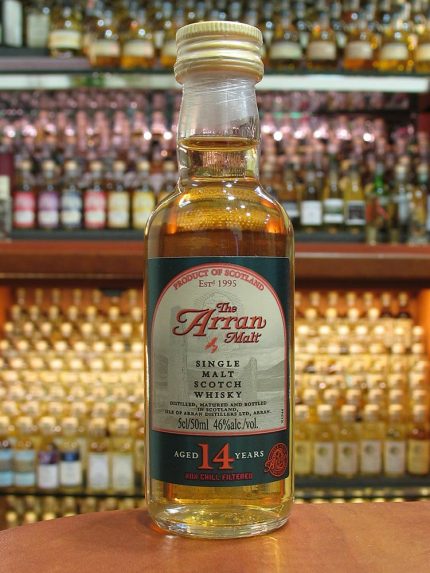 PRODUCT OF SCOTLAND
Estd 1995
The
Arran
Malt
SINGLE
MALT
SCOTCH
WHISKY
DISTILLED, MATURED AND BOTTLED
IN SCOTLAND,
ISLE OF ARRAN DISTILLERS LTD, ARRAN.
5cl/50ml 46%alc./vol.
AGED 14 YEARS
NON CHILL FILTERED